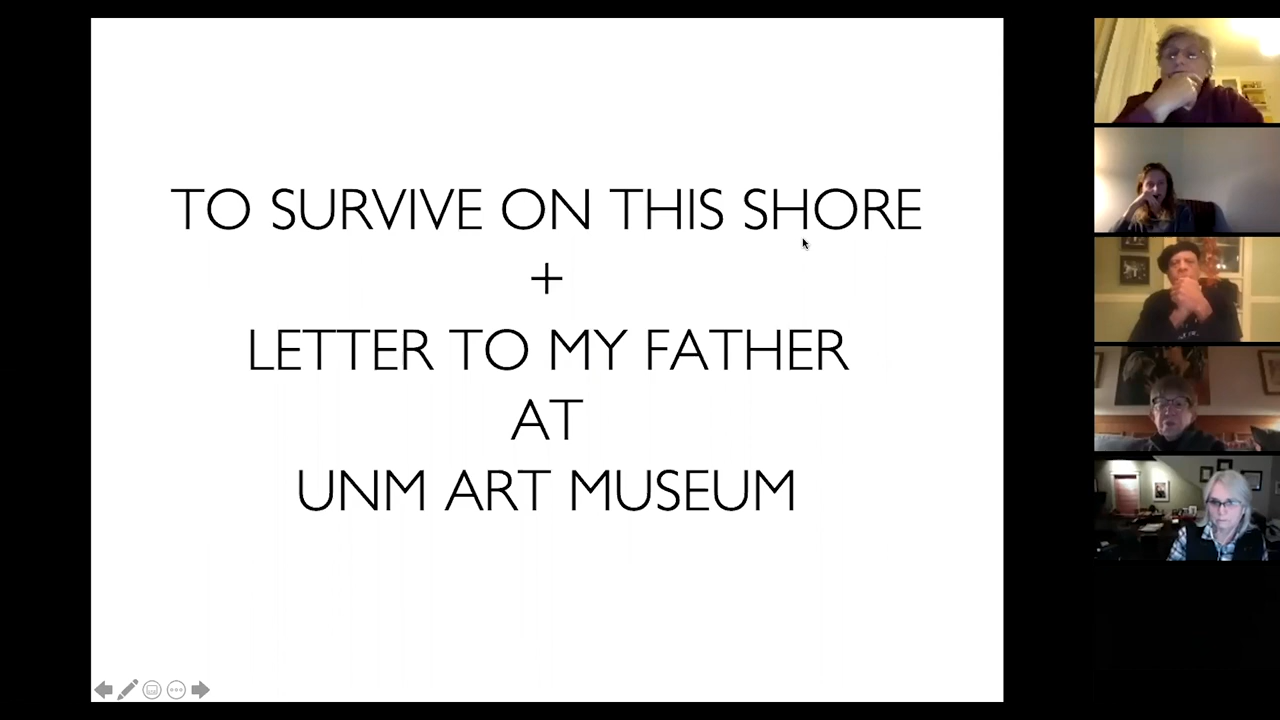 TO SURVIVE ON THIS SHORE
+
LETTER TO MY FATHER
AT
UNM ART MUSEUM